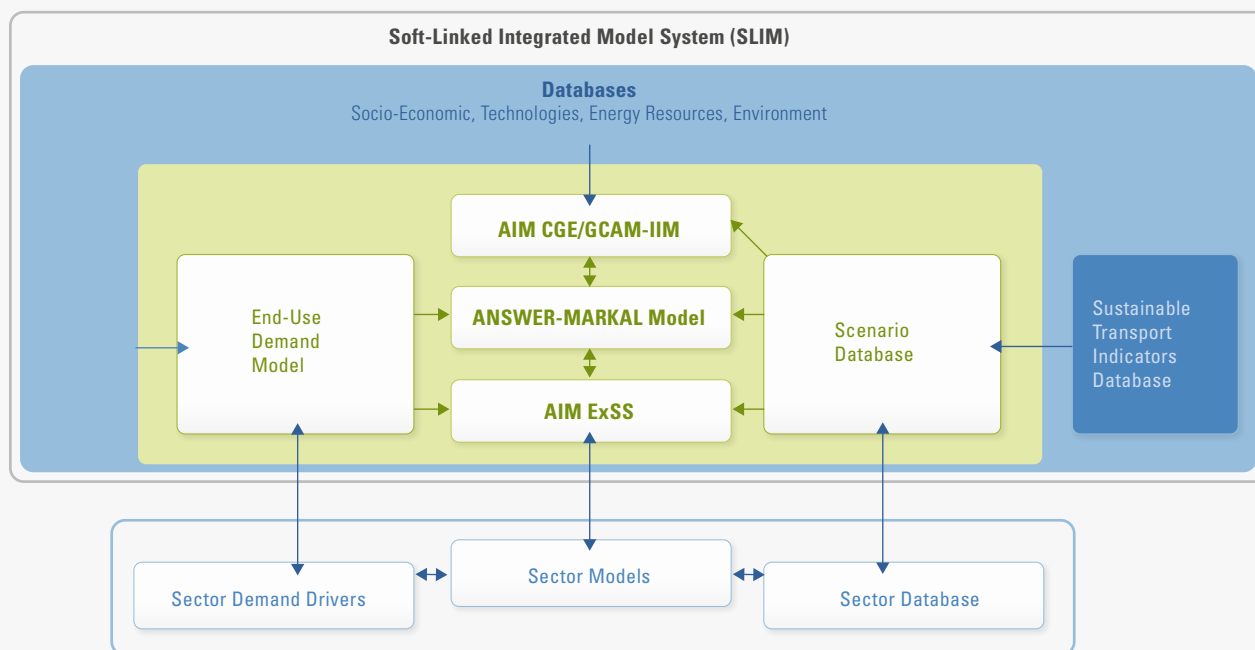 Soft-Linked Integrated Model System (SLIM)
Databases
Socio-Economic, Technologies, Energy Resources, Environment
AIM CGE/GCAM-IIM
End-Use
Demand
Model
ANSWER-MARKAL Model
Scenario
Database
Sustainable
Transport
Indicators
Database
AIM ExSS
Sector Demand Drivers
Sector Models
Sector Database